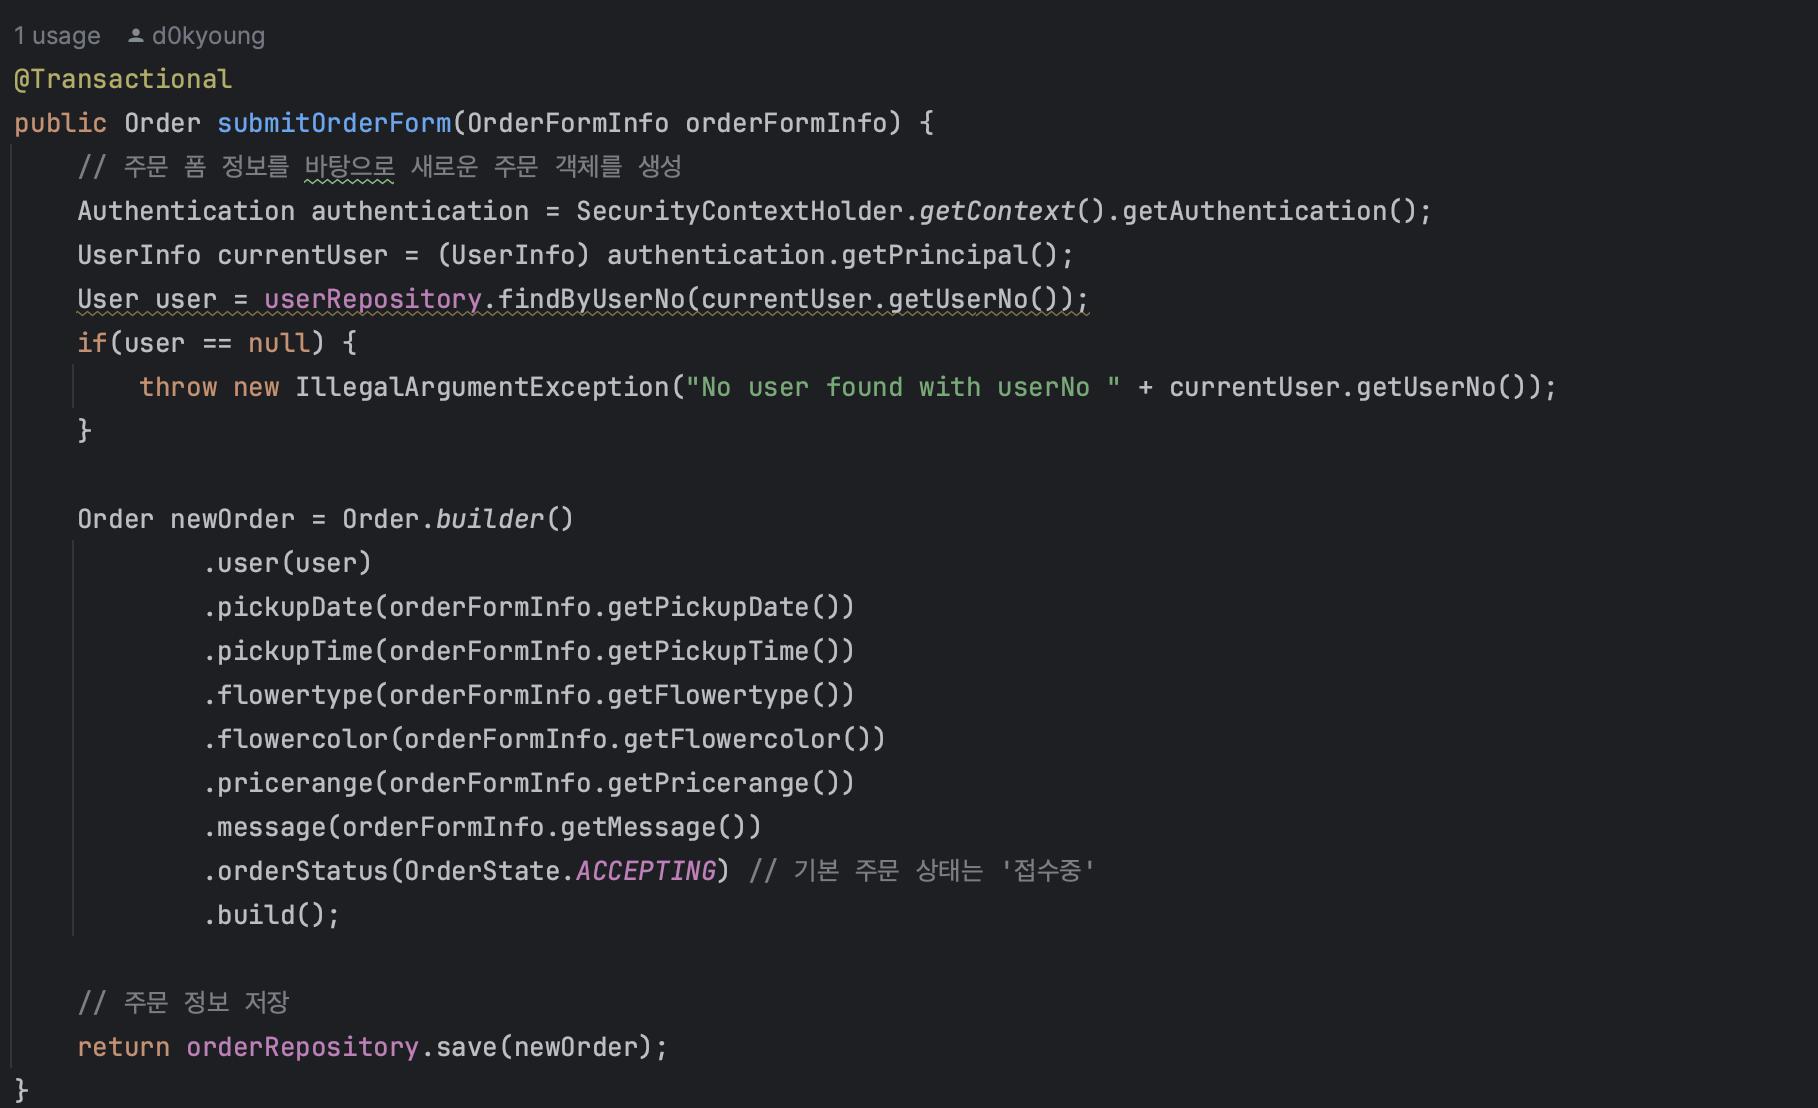 1 usage d0kyoung
@Transactional
public Order submitOrderForm(OrderFormInfo orderFormInfo) {
// 주문 폼 정보를 바탕으로 새로운 주문 객체를 생성
Authentication authentication = SecurityContextHolder.getContext().getAuthentication();
UserInfo currentUser = (UserInfo) authentication.getPrincipal();
User user = userRepository.findByUserNo(currentUser.getUserNo());
if(user == null) {
throw new IllegalArgumentException("No user found with userNo " + currentUser.getUserNo());
}
Order newOrder = Order.builder()
.user(user)
.pickupDate(orderFormInfo.getPickupDate())
.pickupTime(orderFormInfo.getPickupTime())
.flowertype(orderFormInfo.getFlowertype())
.flowercolor(orderFormInfo.getFlowercolor())
.pricerange(orderFormInfo.getPricerange())
.message(orderFormInfo.getMessage())
.orderStatus(OrderState.ACCEPTING) // 기본 주문 상태는 '접수중'
.build();
// 주문 정보 저장
return orderRepository.save(newOrder);
}